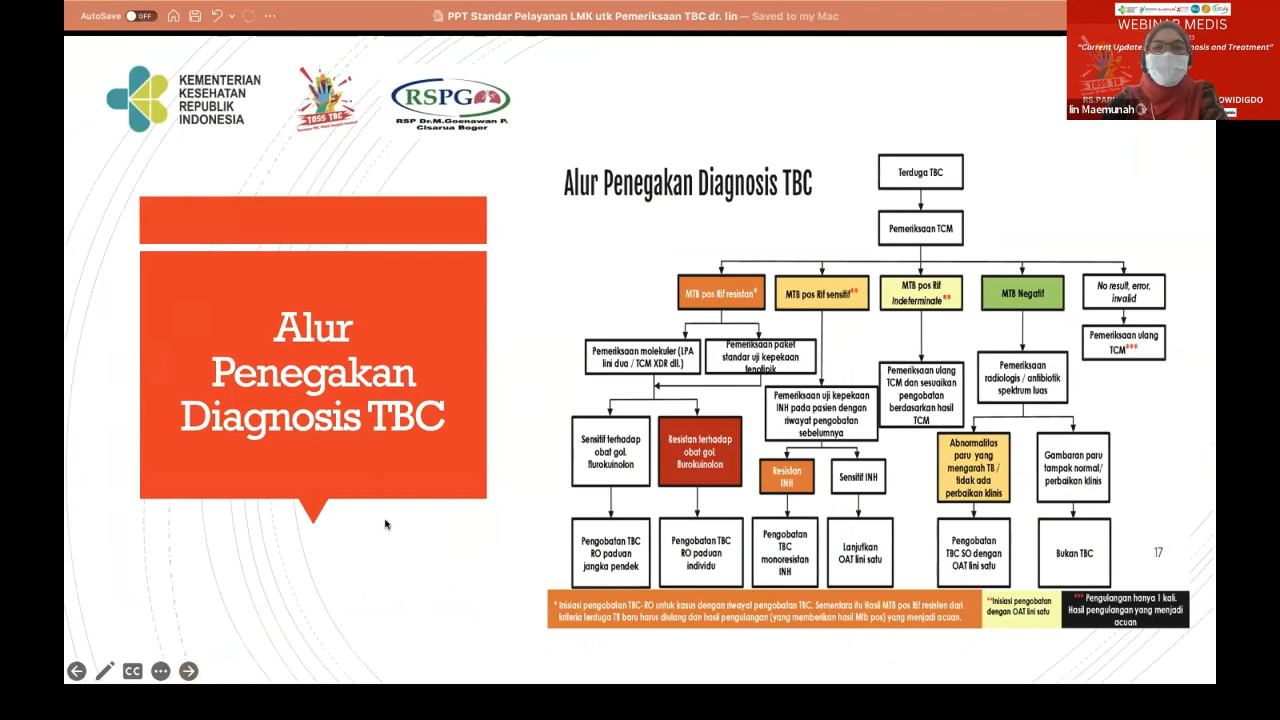 AutoSave OFF
PPT Standar Pelayanan LMK utk Pemeriksaan TBC dr. Iin — Saved to my Mac
WEBINAR MEDIS
"Current Update
nosis and Treatment"
RS.PAR
OWIDIGDO
Iin Maemunah
KEMENTERIAN
KESEHATAN
REPUBLIK
INDONESIA
TOSS TBC
RSPG
RSP Dr.M.Goenawan P.
Cisarua Bogor
Alur
Penegakan
Diagnosis TBC
Alur Penegakan Diagnosis TBC
Terduga TBC
Pemeriksaan TCM
MTB pos Rif resistan*
MTB pos Rif sensitif**
MTB pos Rif
Indeterminate**
MTB Negatif
No result, error,
invalid
Pemeriksaan molekuler (LPA
lini dua / TCM XDR dll.)
Pemeriksaan paket
standar uji kepekaan
fenotipik
Pemeriksaan uji kepekaan
INH pada pasien dengan
riwayat pengobatan
sebelumnya
Pemeriksaan ulang
TCM dan sesuaikan
pengobatan
berdasarkan hasil
TCM
Pemeriksaan
radiologis / antibiotik
spektrum luas
Pemeriksaan ulang
TCM***
Sensitif terhadap
obat gol.
flurokuinolon
Resistan terhadap
obat gol.
flurokuinolon
Resistan
INH
Sensitif INH
Abnormalitas
paru yang
mengarah TB /
tidak ada
perbaikan klinis
Gambaran paru
tampak normal/
perbaikan klinis
Pengobatan TBC
RO paduan
jangka pendek
Pengobatan TBC
RO paduan
individu
Pengobatan
TBC
monoresistan
INH
Lanjutkan
OAT lini satu
Pengobatan
TBC SO dengan
OAT lini satu
Bukan TBC
17
* Inisiasi pengobatan TBC-RO untuk kasus dengan riwayat pengobatan TBC. Sementara itu Hasil MTB pos Rif resisten dari
kriteria terduga TB baru harus diulang dan hasil pengulangan (yang memberikan hasil Mtb pos) yang menjadi acuan.
**Inisiasi pengobatan
dengan OAT lini satu
*** Pengulangan hanya 1 kali.
Hasil pengulangan yang menjadi
acuan
CC